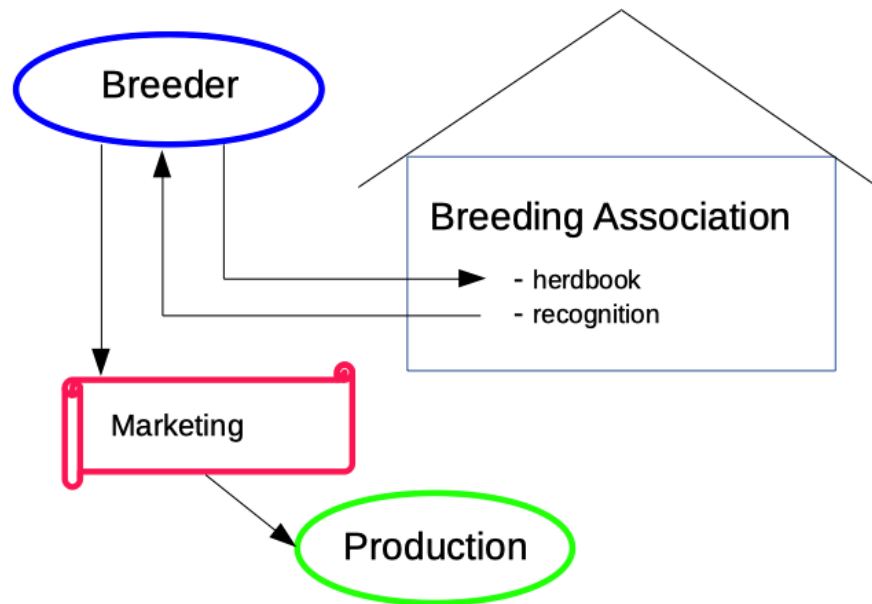 Breeder
Breeding Association
- herdbook
- recognition
Marketing
Production